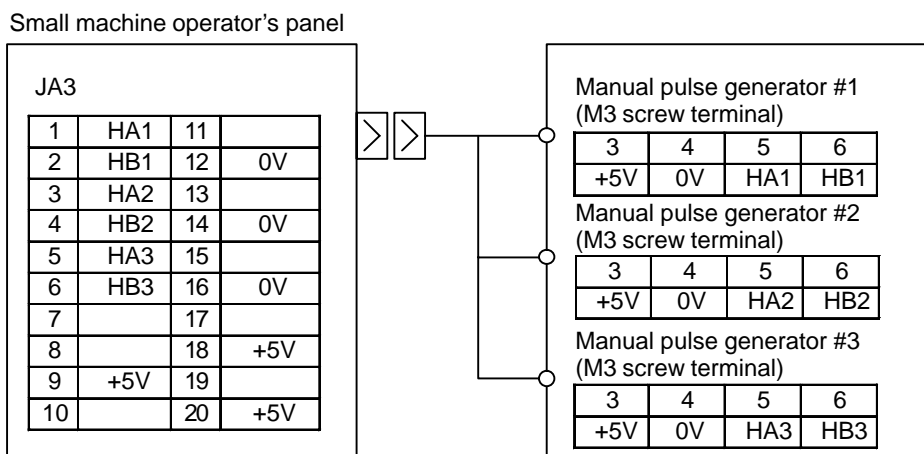 Small machine operator’s panel
JA3
1 HA1 11
2 HB1 12 0V
3 HA2 13
4 HB2 14 0V
5 HA3 15
6 HB3 16 0V
7 17
8 18 +5V
9 +5V 19
10 20 +5V
Manual pulse generator #1
(M3 screw terminal)
3 4 5 6
+5V 0V HA1 HB1
Manual pulse generator #2
(M3 screw terminal)
3 4 5 6
+5V 0V HA2 HB2
Manual pulse generator #3
(M3 screw terminal)
3 4 5 6
+5V 0V HA3 HB3